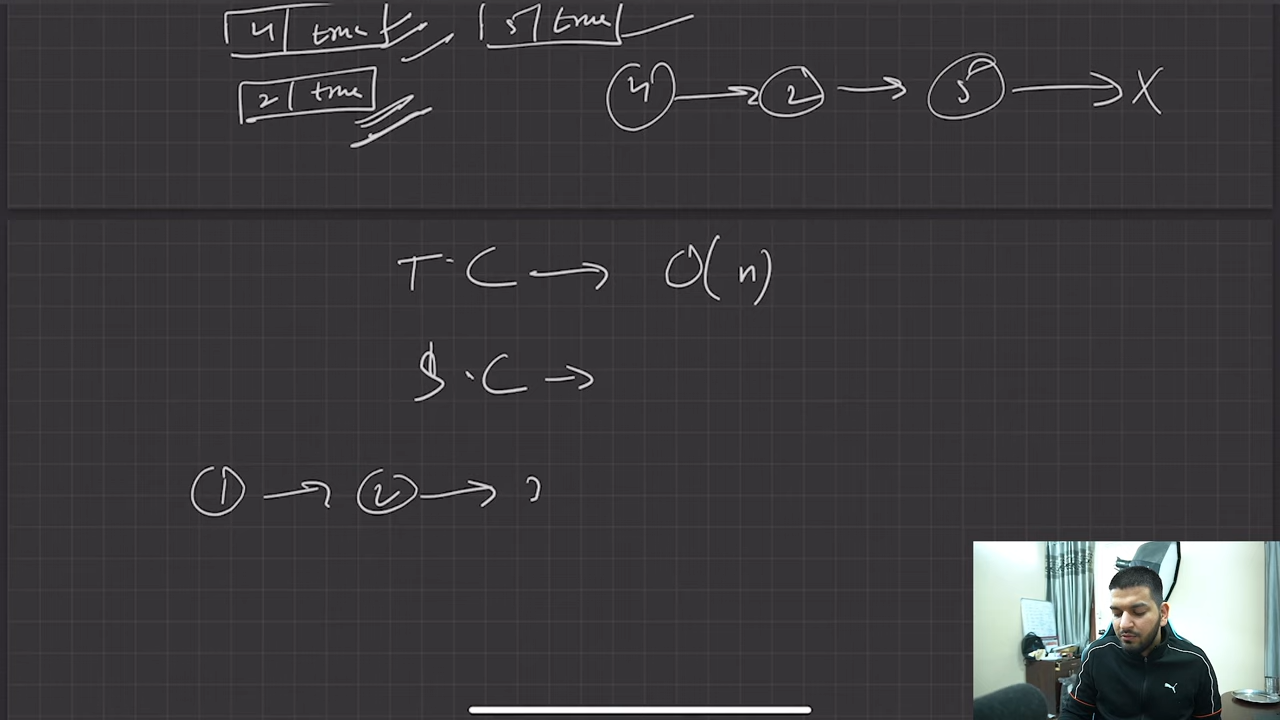 4 | true 5 | true
2 | true
4 → 2 → 5 → X
T.C → O(n)
S.C →
1 → 2 →